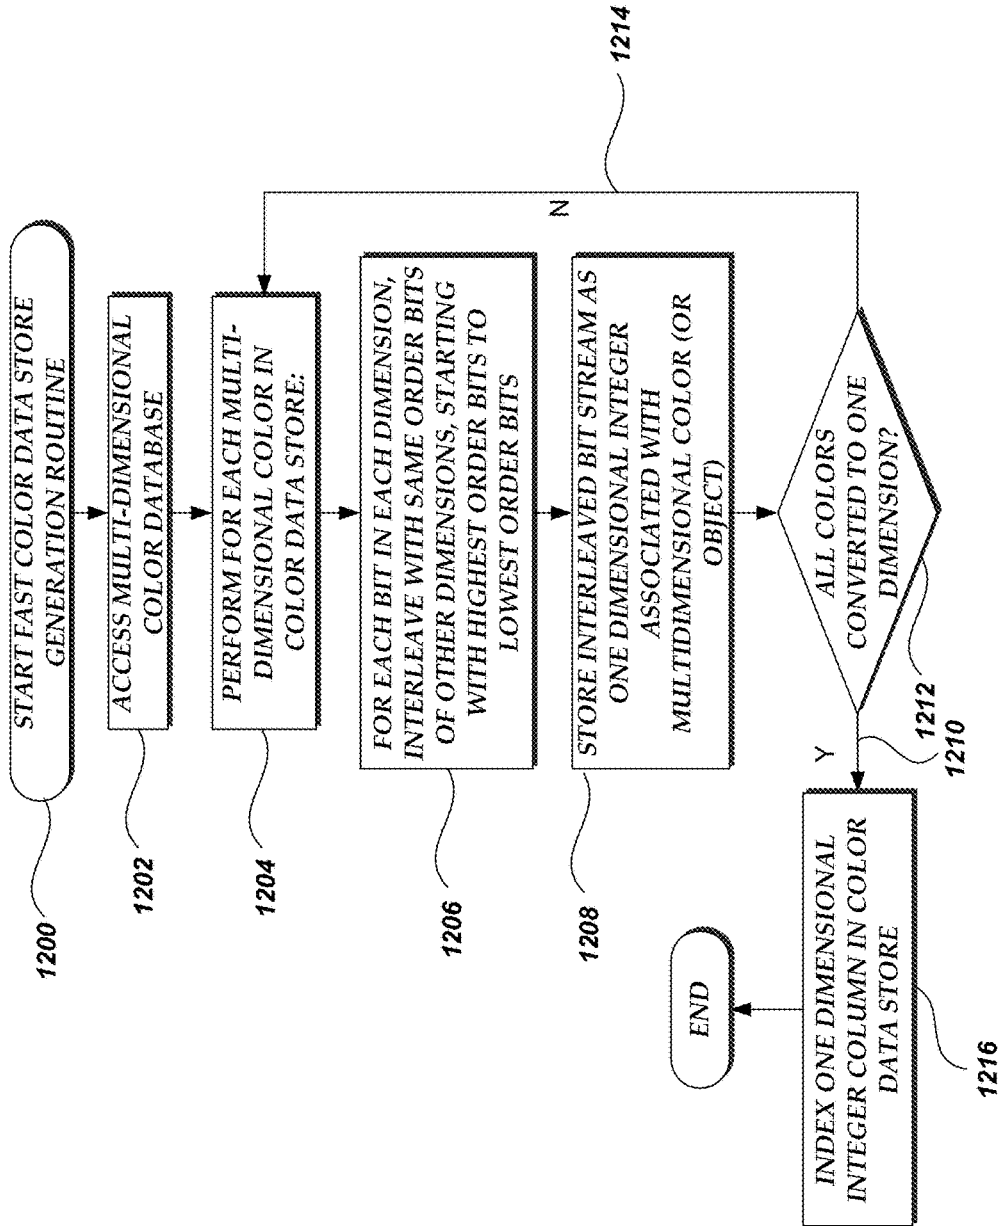 START FAST COLOR DATA STORE
GENERATION ROUTINE
1200
ACCESS MULTI-DIMENSIONAL
COLOR DATABASE
1202
PERFORM FOR EACH MULTI-
DIMENSIONAL COLOR IN
COLOR DATA STORE:
1204
FOR EACH BIT IN EACH DIMENSION,
INTERLEAVE WITH SAME ORDER BITS
OF OTHER DIMENSIONS, STARTING
WITH HIGHEST ORDER BITS TO
LOWEST ORDER BITS
1206
STORE INTERLEAVED BIT STREAM AS
ONE DIMENSIONAL INTEGER
ASSOCIATED WITH
MULTIDIMENSIONAL COLOR (OR
OBJECT)
1208
ALL COLORS
CONVERTED TO ONE
DIMENSION?
1212
N
1214
Y
1210
INDEX ONE DIMENSIONAL
INTEGER COLUMN IN COLOR
DATA STORE
1216
END